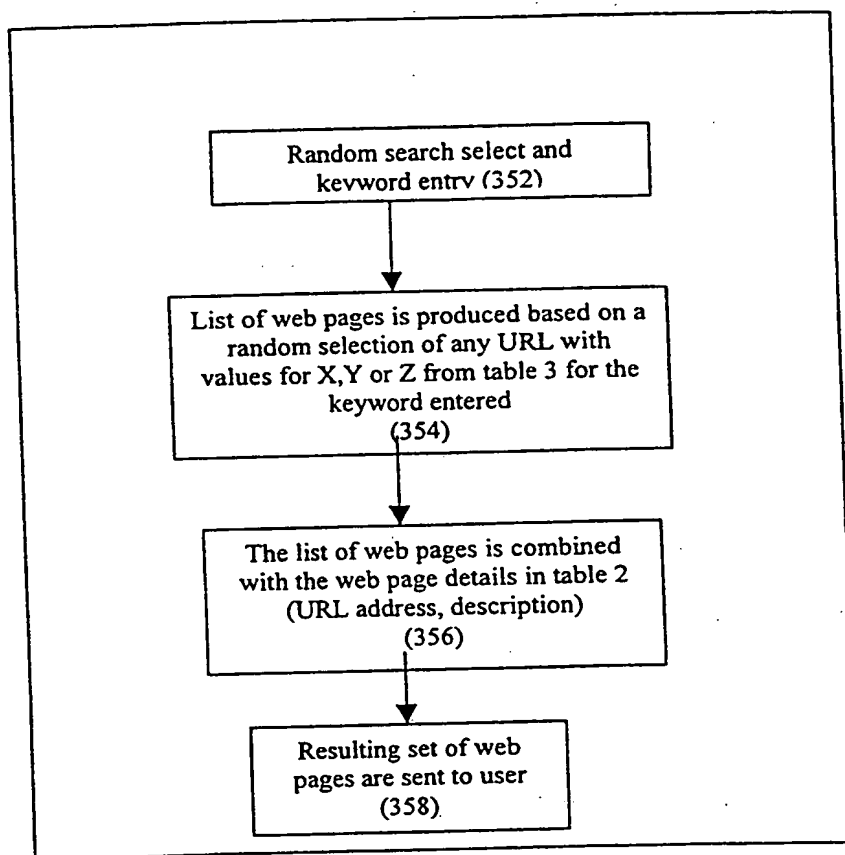 Random search select and
keyword entry (352)
List of web pages is produced based on a
random selection of any URL with
values for X,Y or Z from table 3 for the
keyword entered
(354)
The list of web pages is combined
with the web page details in table 2
(URL address, description)
(356)
Resulting set of web
pages are sent to user
(358)